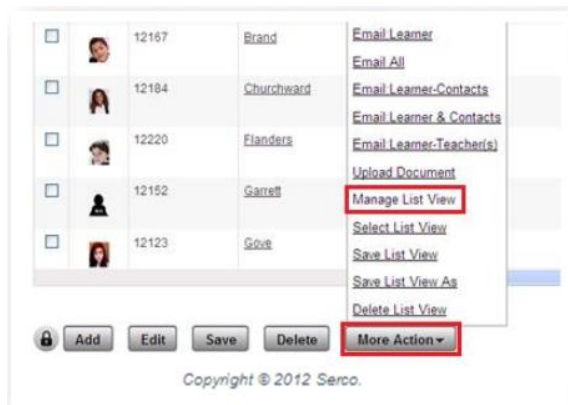 12167 Brand
12184 Churchward
12220 Flanders
12152 Garrett
12123 Gove
Email Learner
Email All
Email Learner-Contacts
Email Learner & Contacts
Email Learner-Teacher(s)
Upload Document
Manage List View
Select List View
Save List View
Save List View As
Delete List View
Add Edit Save Delete More Action
Copyright © 2012 Serco.